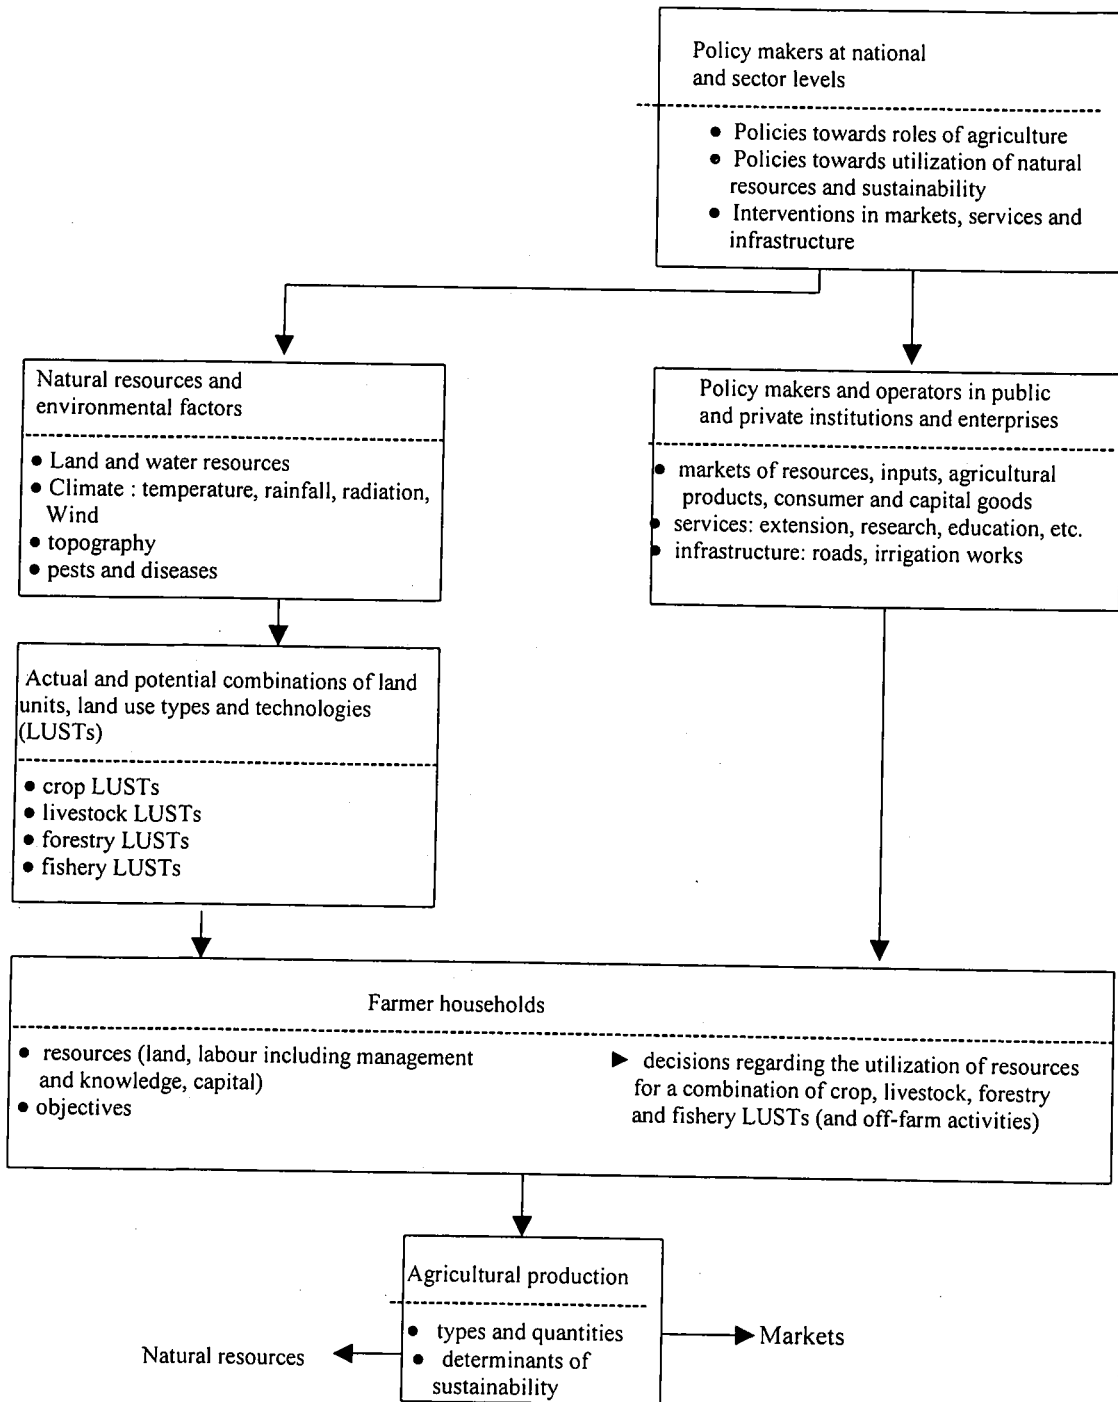 Policy makers at national
and sector levels
● Policies towards roles of agriculture
● Policies towards utilization of natural
resources and sustainability
● Interventions in markets, services and
infrastructure
Natural resources and
environmental factors
● Land and water resources
● Climate : temperature, rainfall, radiation,
Wind
● topography
● pests and diseases
Policy makers and operators in public
and private institutions and enterprises
● markets of resources, inputs, agricultural
products, consumer and capital goods
● services: extension, research, education, etc.
● infrastructure: roads, irrigation works
Actual and potential combinations of land
units, land use types and technologies
(LUSTs)
● crop LUSTs
● livestock LUSTs
● forestry LUSTs
● fishery LUSTs
Farmer households
● resources (land, labour including management
and knowledge, capital)
● objectives
► decisions regarding the utilization of resources
for a combination of crop, livestock, forestry
and fishery LUSTs (and off-farm activities)
Agricultural production
● types and quantities
● determinants of
sustainability
Natural resources
Markets